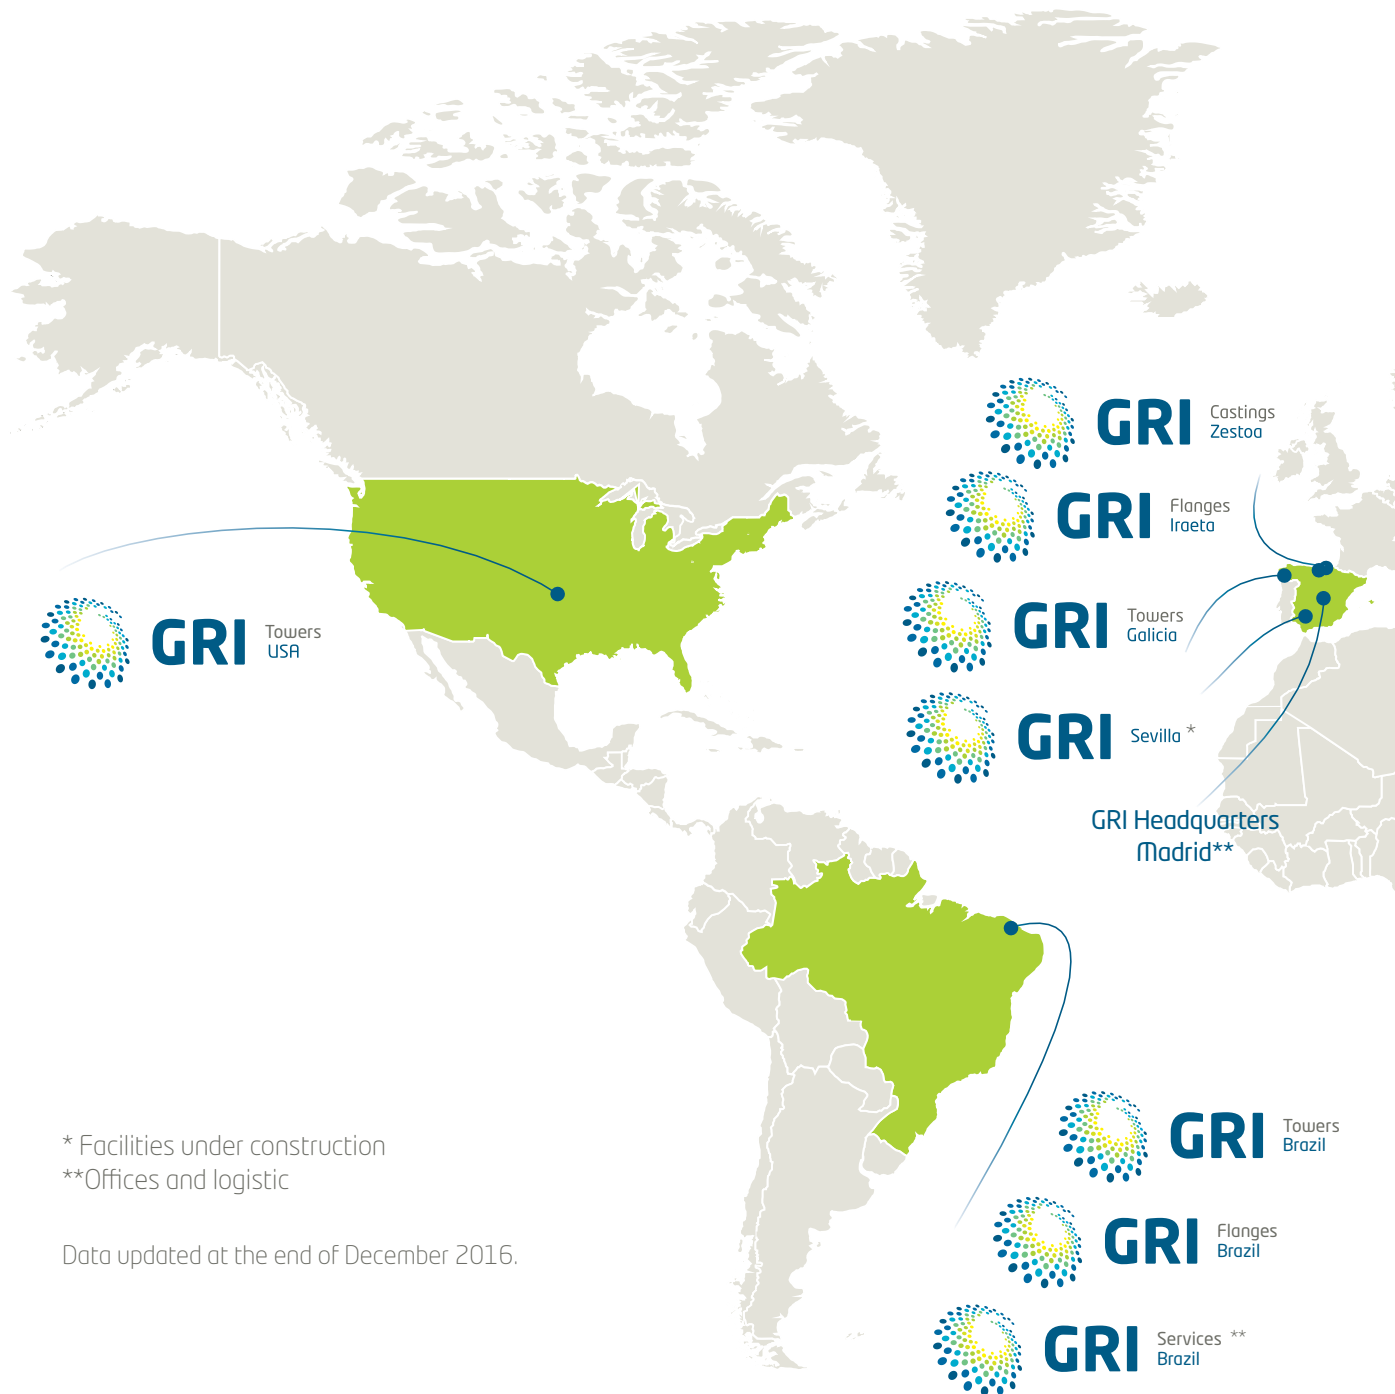 GRI
Castings
Zestoa
GRI
Flanges
Iraeta
GRI
Towers
Galicia
GRI
Towers
USA
GRI
Sevilla *
GRI Headquarters
Madrid**
GRI
Towers
Brazil
* Facilities under construction
**Offices and logistic
GRI
Flanges
Brazil
Data updated at the end of December 2016.
GRI
Services **
Brazil